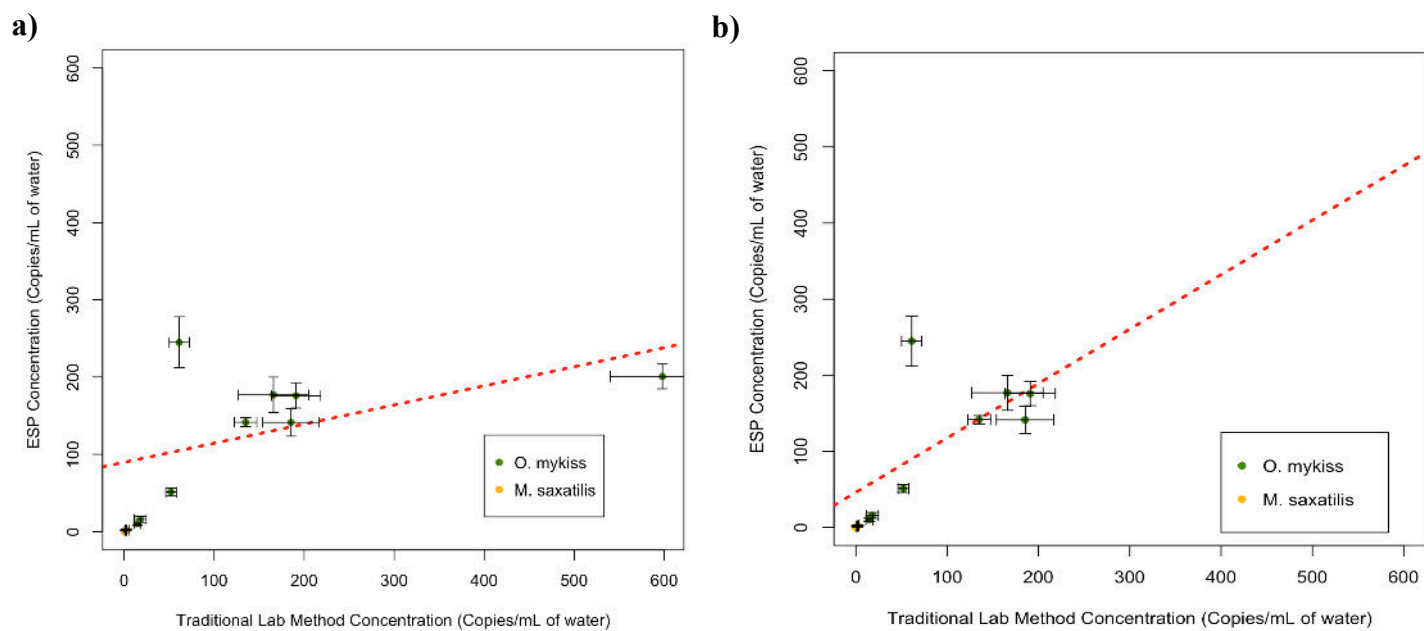 a)
ESP Concentration (Copies/mL of water)
600
500
400
300
200
100
0
O. mykiss
M. saxatilis
0 100 200 300 400 500 600
Traditional Lab Method Concentration (Copies/mL of water)
b)
ESP Concentration (Copies/mL of water)
600
500
400
300
200
100
0
O. mykiss
M. saxatilis
0 100 200 300 400 500 600
Traditional Lab Method Concentration (Copies/mL of water)